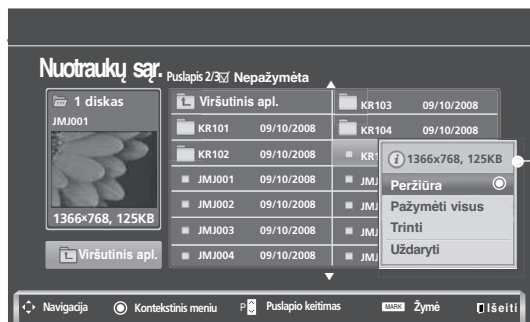 Nuotraukų sąr. Puslapis 2/3 Nepažymėta
1 diskas
JMJ001
1366×768, 125KB
Viršutinis apl.
Viršutinis apl.
KR101 09/10/2008
KR102 09/10/2008
JMJ001 09/10/2008
JMJ002 09/10/2008
JMJ003 09/10/2008
JMJ004 09/10/2008
KR103 09/10/2008
KR104 09/10/2008
1366x768, 125KB
Peržiūra
Pažymėti visus
Trinti
Uždaryti
Navigacija Kontekstinis meniu P Puslapio keitimas MARK Žymė Išeiti